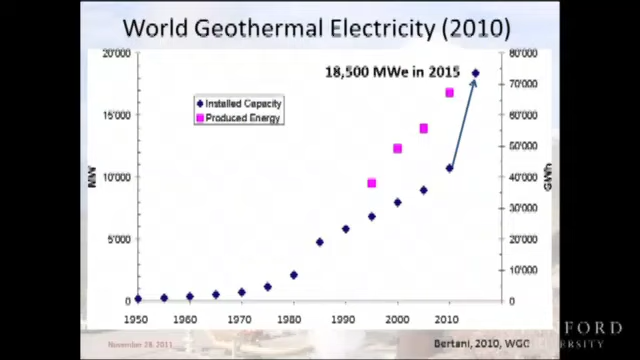 World Geothermal Electricity (2010)
20'000
15'000
10'000
5'000
0
MW
18,500 MWe in 2015
Installed Capacity
Produced Energy
80'000
70'000
60'000
50'000
40'000
30'000
20'000
10'000
0
GWh
1950
1960
1970
1980
1990
2000
2010
November 28, 2011
Bertani, 2010, WGC
FORD
ERSITY